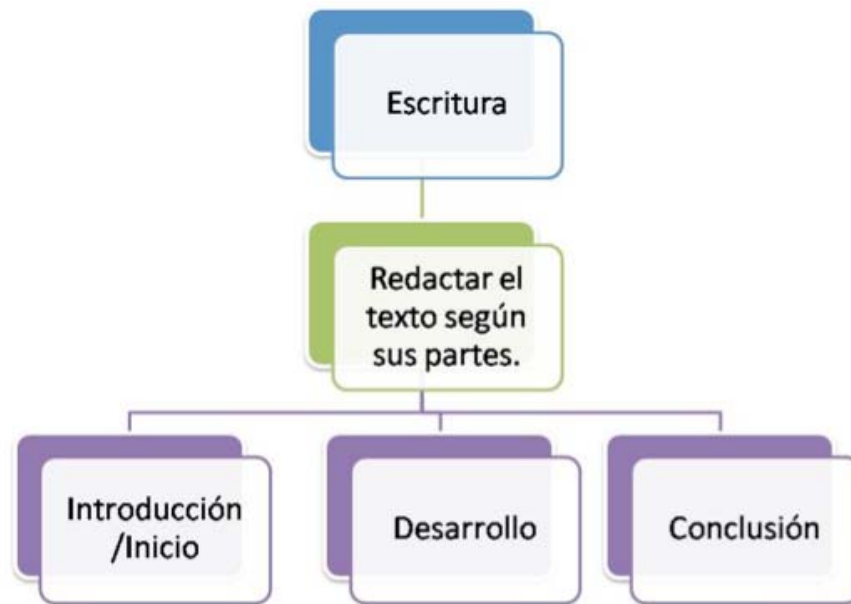 Escritura
Redactar el
texto según
sus partes.
Introducción
/Inicio
Desarrollo
Conclusión